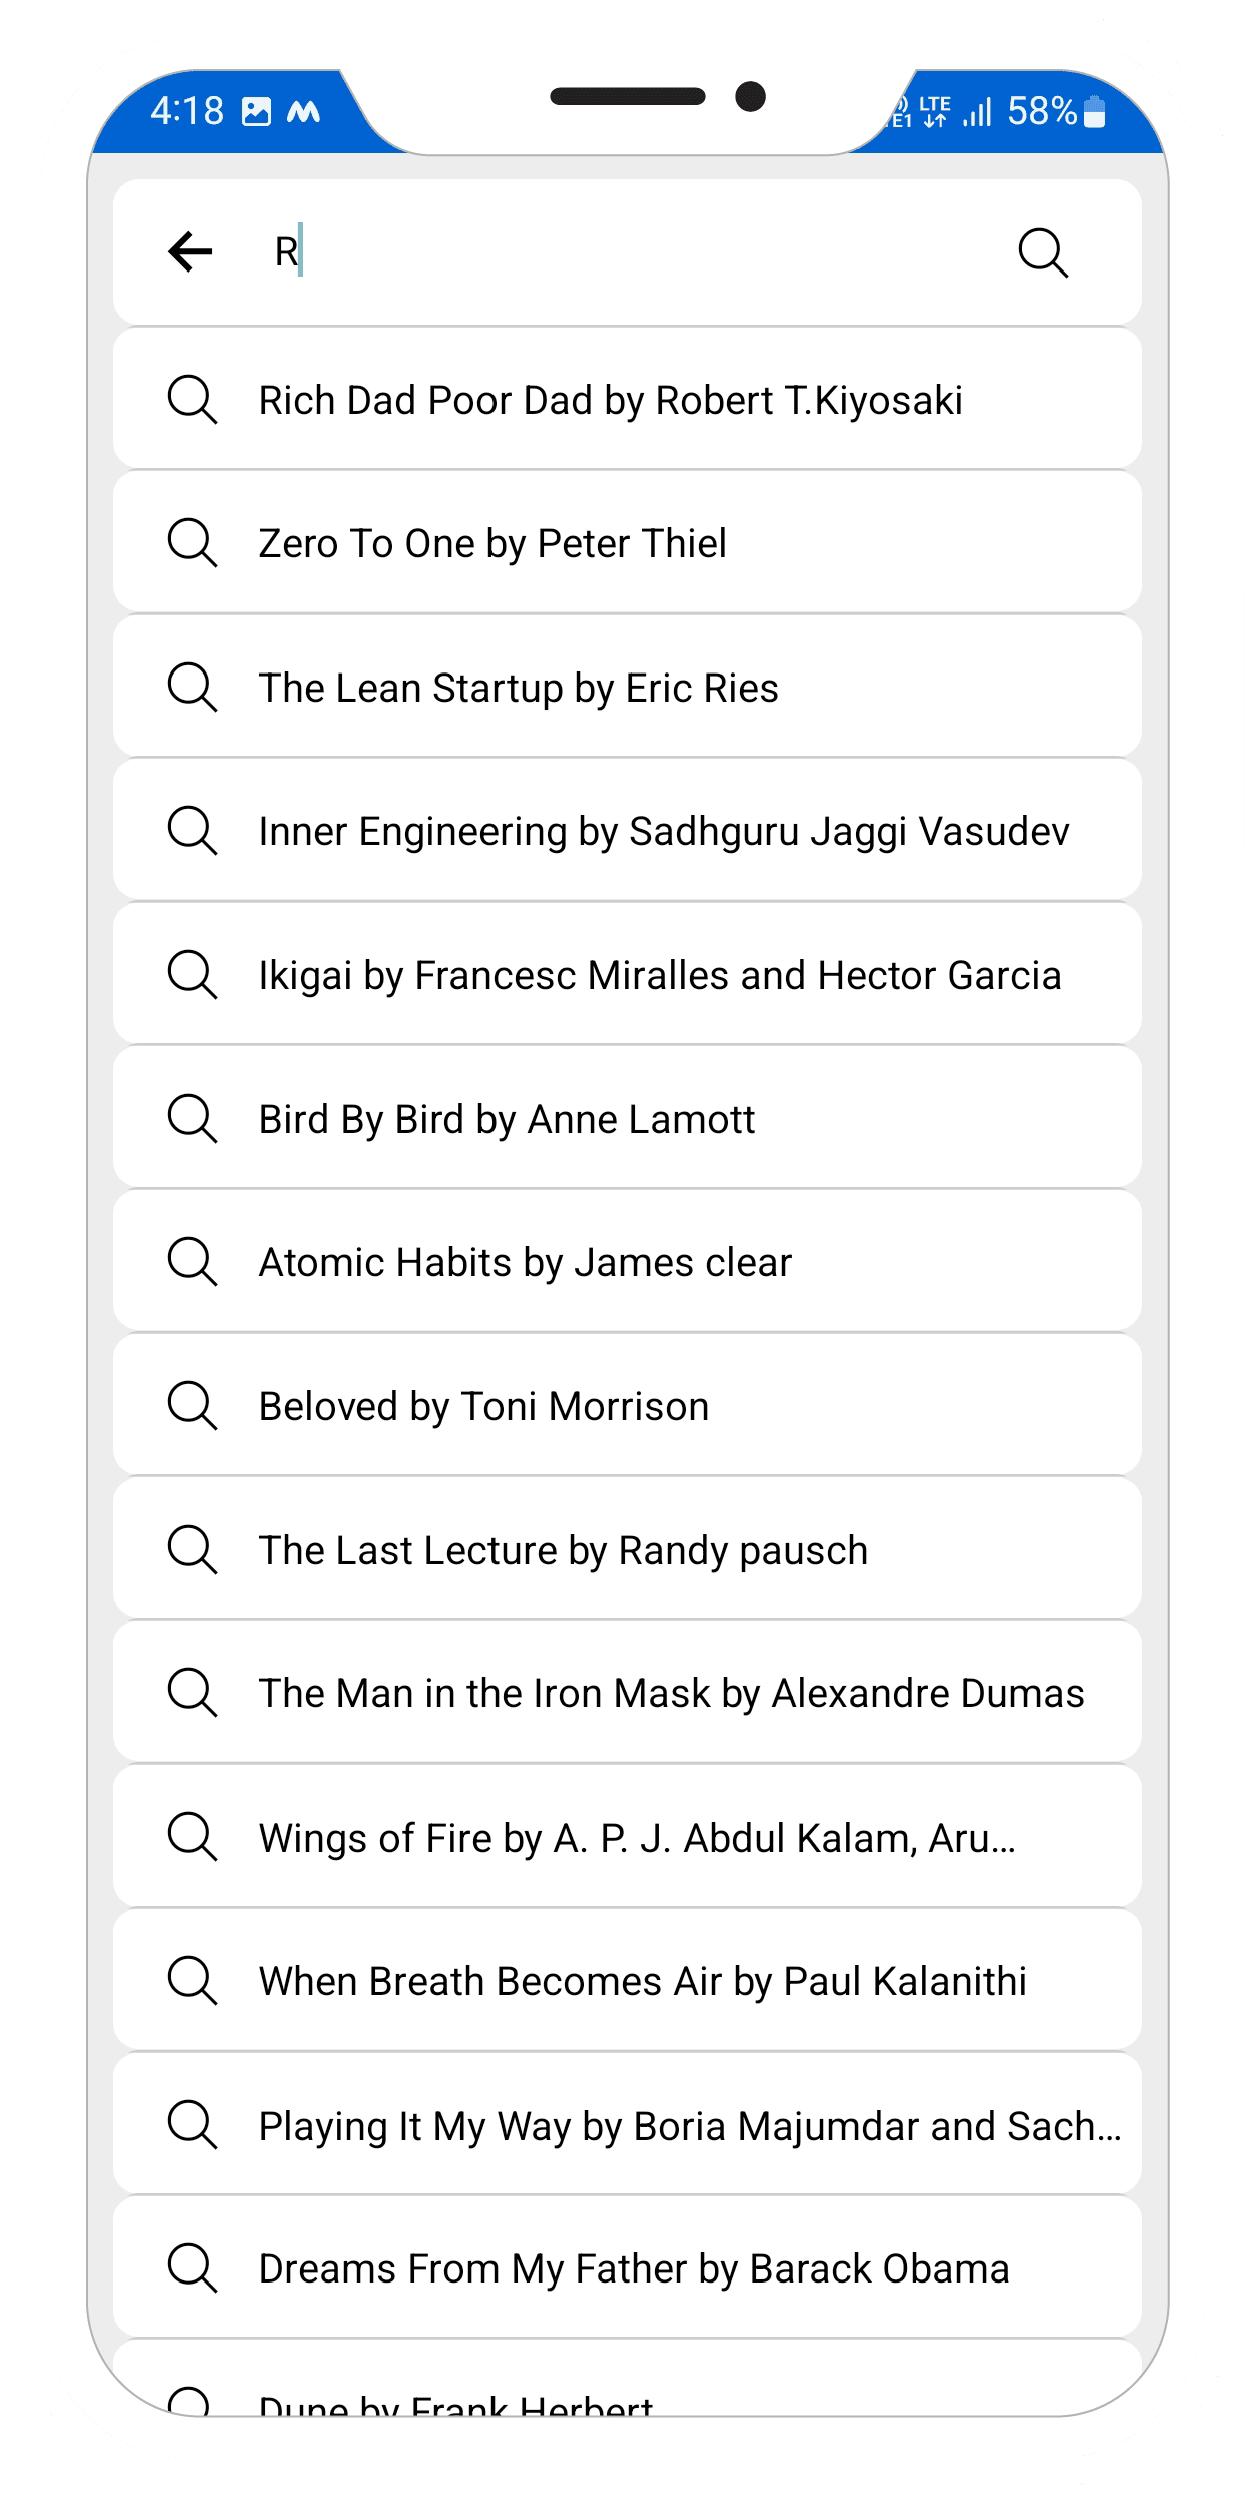 4:18 LTE 58%
R
Rich Dad Poor Dad by Robert T.Kiyosaki
Zero To One by Peter Thiel
The Lean Startup by Eric Ries
Inner Engineering by Sadhguru Jaggi Vasudev
Ikigai by Francesc Miralles and Hector Garcia
Bird By Bird by Anne Lamott
Atomic Habits by James clear
Beloved by Toni Morrison
The Last Lecture by Randy pausch
The Man in the Iron Mask by Alexandre Dumas
Wings of Fire by A. P. J. Abdul Kalam, Aru...
When Breath Becomes Air by Paul Kalanithi
Playing It My Way by Boria Majumdar and Sach...
Dreams From My Father by Barack Obama
Dune by Frank Herbert